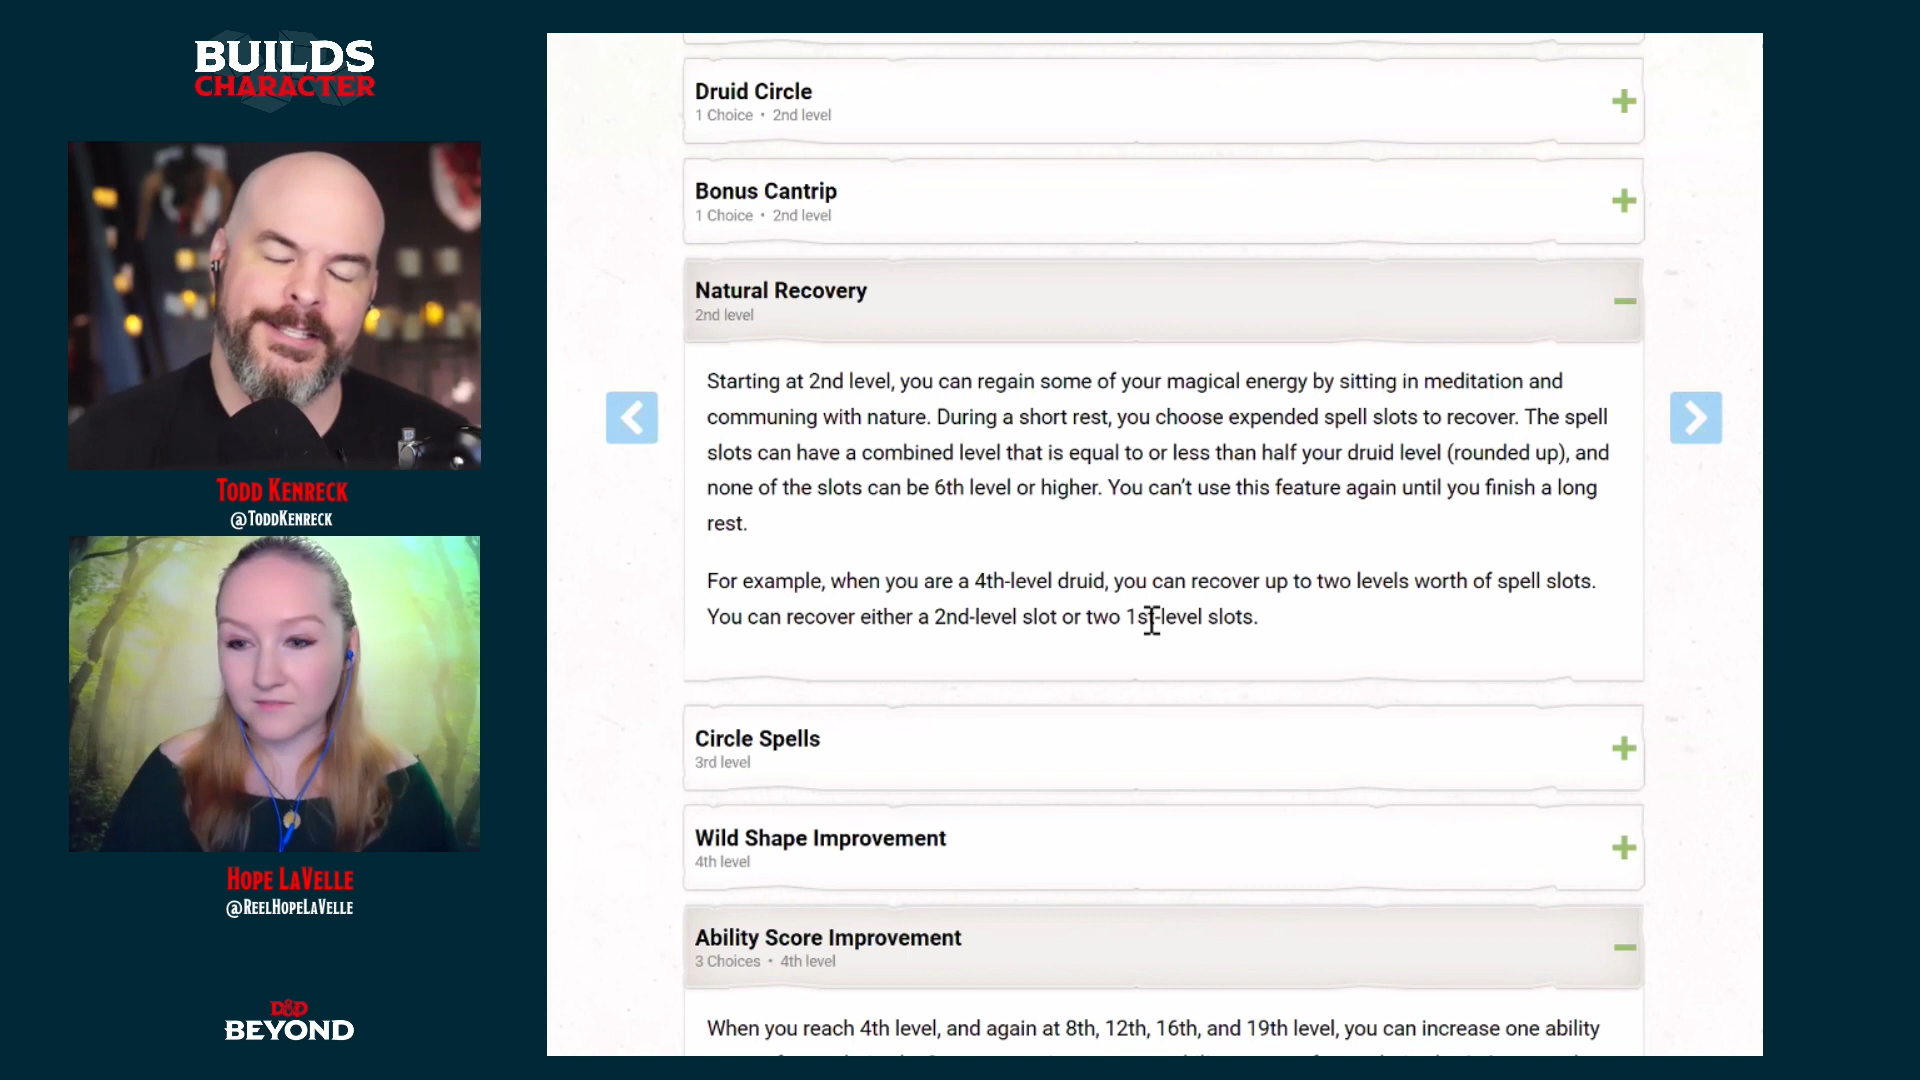 BUILDS
CHARACTER
TODD KENRECK
@TODDKENRECK
HOPE LAVELLE
@REELHOPELAVELLE
D&D
BEYOND
Druid Circle
1 Choice • 2nd level
Bonus Cantrip
1 Choice • 2nd level
Natural Recovery
2nd level
Starting at 2nd level, you can regain some of your magical energy by sitting in meditation and
communing with nature. During a short rest, you choose expended spell slots to recover. The spell
slots can have a combined level that is equal to or less than half your druid level (rounded up), and
none of the slots can be 6th level or higher. You can’t use this feature again until you finish a long
rest.
For example, when you are a 4th-level druid, you can recover up to two levels worth of spell slots.
You can recover either a 2nd-level slot or two 1st-level slots.
Circle Spells
3rd level
Wild Shape Improvement
4th level
Ability Score Improvement
3 Choices • 4th level
When you reach 4th level, and again at 8th, 12th, 16th, and 19th level, you can increase one ability